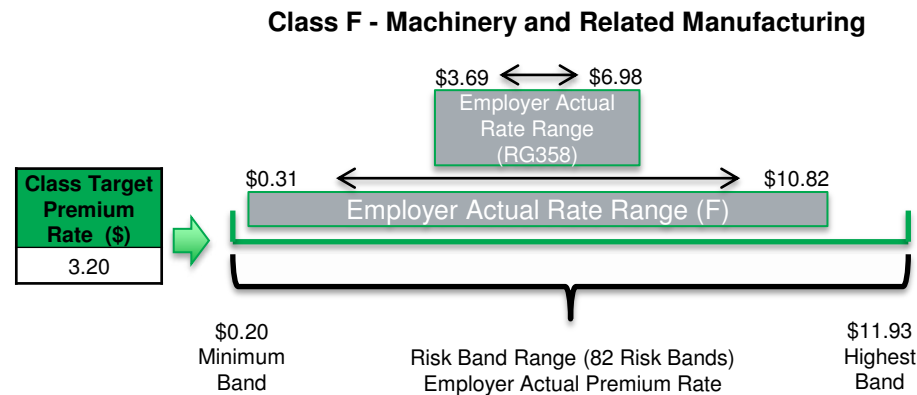 Class F - Machinery and Related Manufacturing
$3.69
$6.98
Employer Actual
Rate Range
(RG358)
Class Target
Premium
Rate ($)
3.20
$0.31
$10.82
Employer Actual Rate Range (F)
$0.20
Minimum
Band
Risk Band Range (82 Risk Bands)
Employer Actual Premium Rate
$11.93
Highest
Band